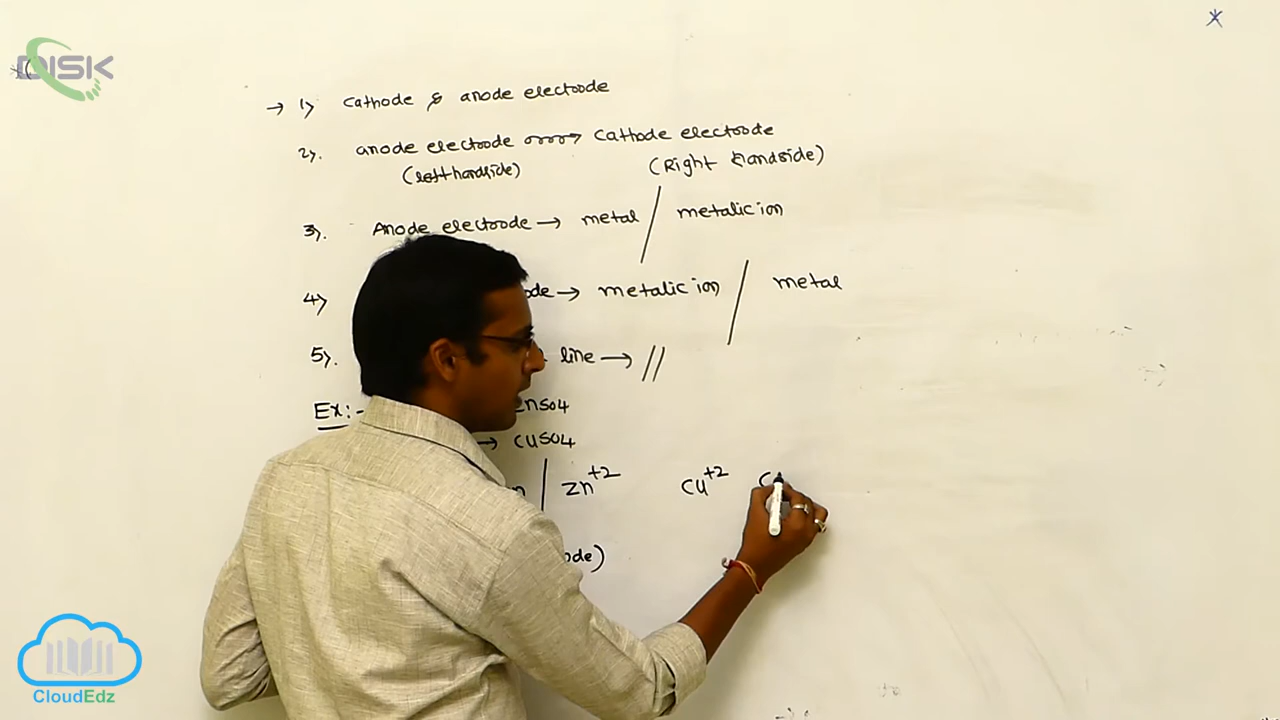 DISK
→ 1) Cathode & anode electrode
2). anode electrode → Cathode electrode
(left handside) (Right handside)
3). Anode electrode → metal / metalic ion
4) ode → metalic ion / metal
5). line → //
Ex:- ZnSO4
→ CuSO4
n | Zn+2 Cu+2 C
ode)
CloudEdz